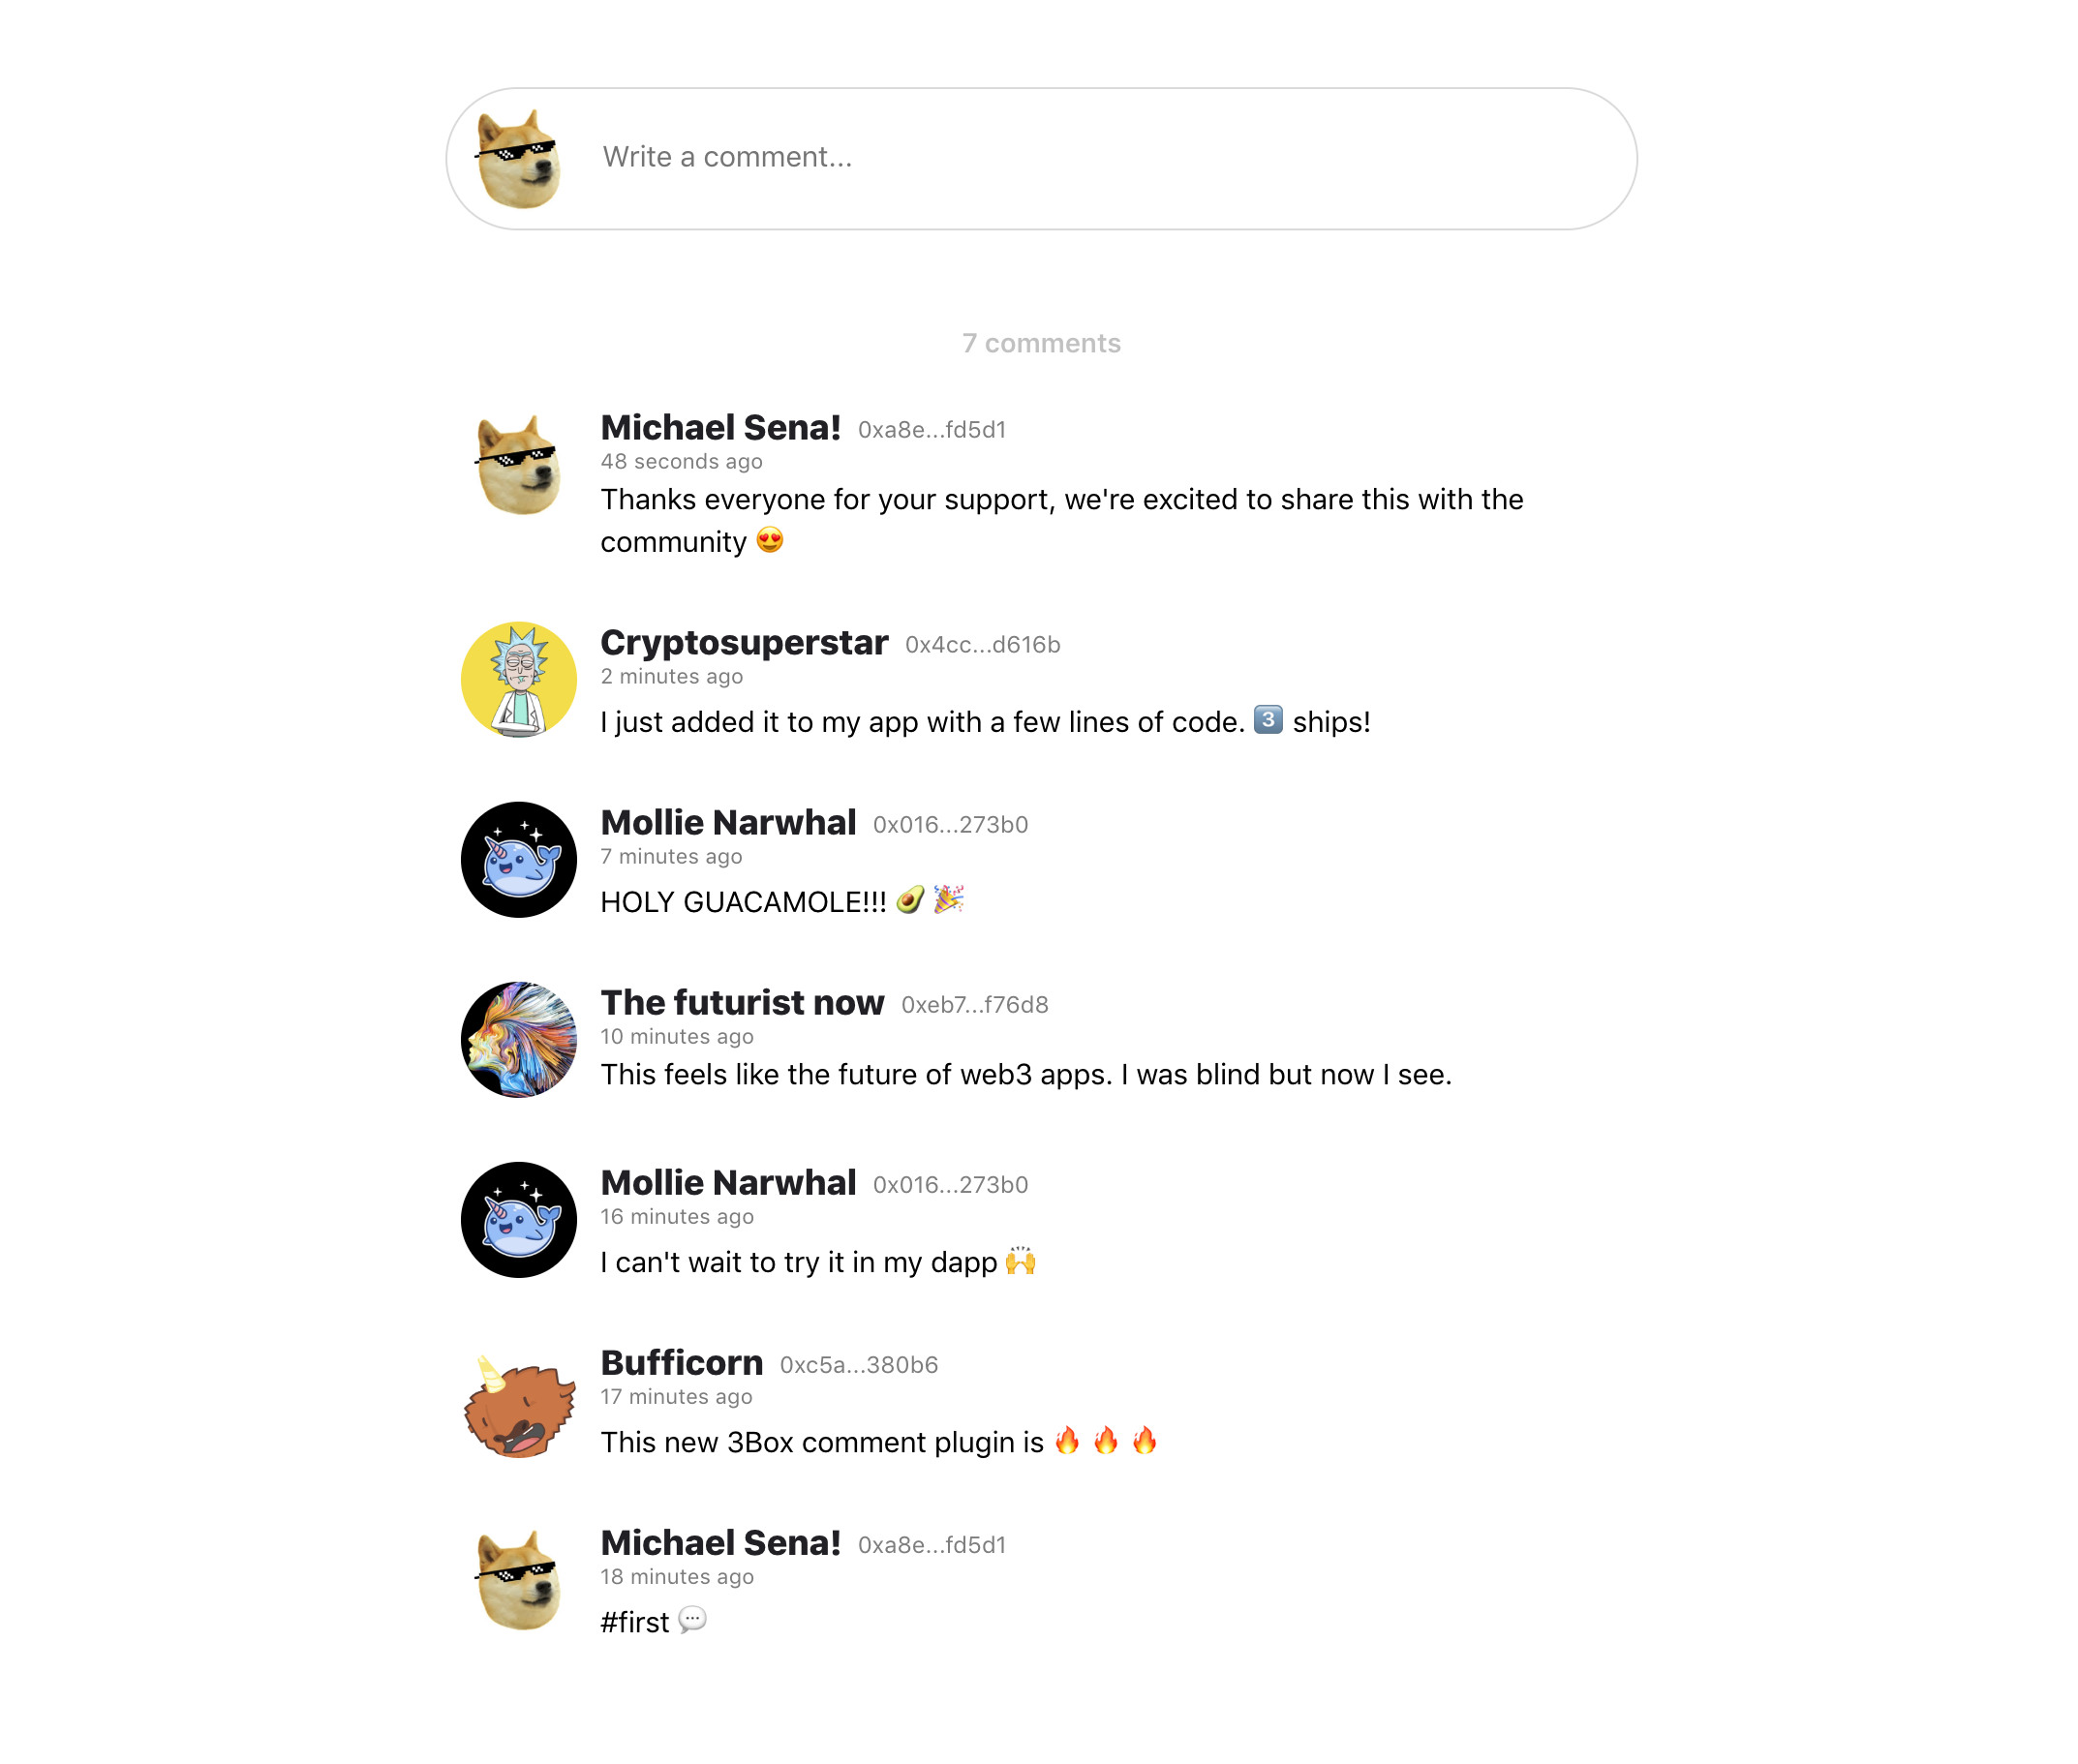 Write a comment...
7 comments
Michael Sena! 0xa8e...fd5d1
48 seconds ago
Thanks everyone for your support, we're excited to share this with the
community 😍
Cryptosuperstar 0x4cc...d616b
2 minutes ago
I just added it to my app with a few lines of code. 3️⃣ ships!
Mollie Narwhal 0x016...273b0
7 minutes ago
HOLY GUACAMOLE!!! 🥑 🎉
The futurist now 0xeb7...f76d8
10 minutes ago
This feels like the future of web3 apps. I was blind but now I see.
Mollie Narwhal 0x016...273b0
16 minutes ago
I can't wait to try it in my dapp 🙌
Bufficorn 0xc5a...380b6
17 minutes ago
This new 3Box comment plugin is 🔥 🔥 🔥
Michael Sena! 0xa8e...fd5d1
18 minutes ago
#first 💬